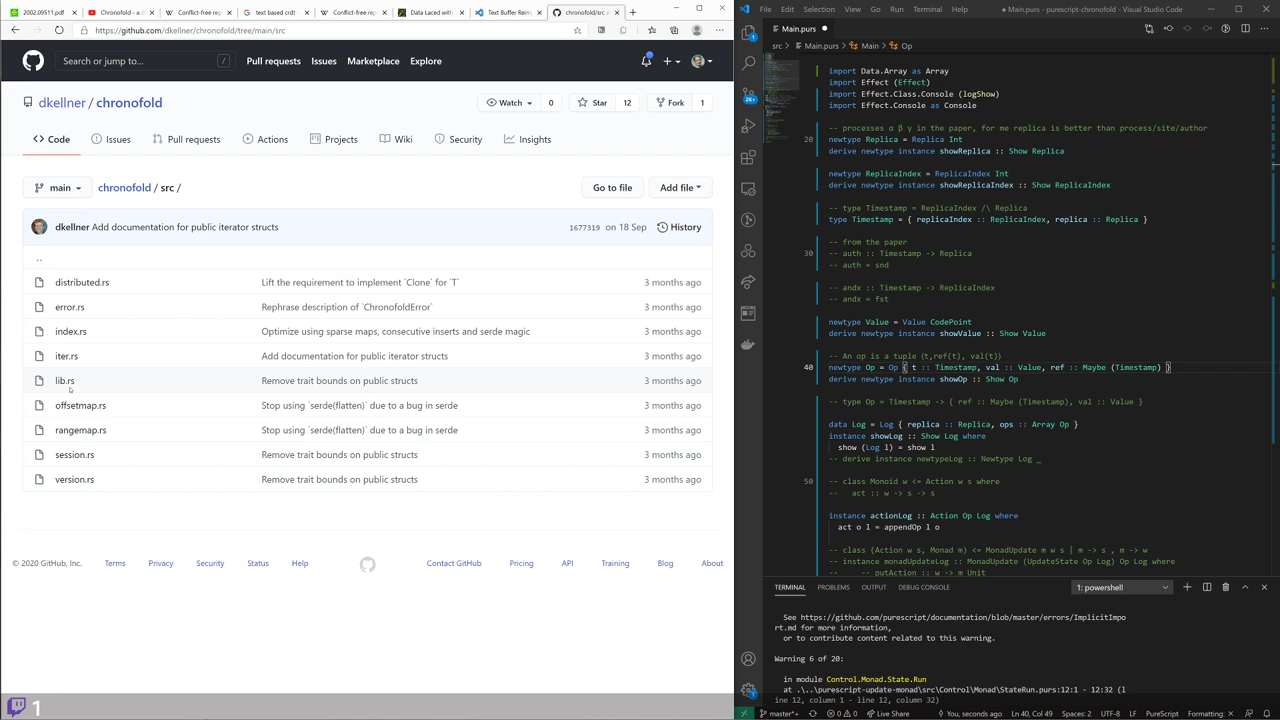 2002.09511.pdf
Chronofold - a d
Conflict-free rep
text based crdt
Conflict-free rep
Data Laced with
Text Buffer Reim
chronofold/src a
https://github.com/dkellner/chronofold/tree/main/src
Search or jump to...
/
Pull requests
Issues
Marketplace
Explore
dkellner / chronofold
Watch
0
Star
12
Fork
1
Issues
Pull requests
Actions
Projects
Wiki
Security
Insights
main
chronofold / src /
Go to file
Add file
dkellner Add documentation for public iterator structs
1677319 on 18 Sep
History
..
distributed.rs Lift the requirement to implement `Clone` for `T` 3 months ago
error.rs Rephrase description of `ChronofoldError` 3 months ago
index.rs Optimize using sparse maps, consecutive inserts and serde magic 3 months ago
iter.rs Add documentation for public iterator structs 3 months ago
lib.rs Remove trait bounds on public structs 3 months ago
offsetmap.rs Stop using `serde(flatten)` due to a bug in serde 3 months ago
rangemap.rs Stop using `serde(flatten)` due to a bug in serde 3 months ago
session.rs Remove trait bounds on public structs 3 months ago
version.rs Remove trait bounds on public structs 3 months ago
© 2020 GitHub, Inc.
Terms
Privacy
Security
Status
Help
Contact GitHub
Pricing
API
Training
Blog
About
1
File Edit Selection View Go Run Terminal Help
● Main.purs - purescript-chronofold - Visual Studio Code
Main.purs
src > Main.purs > Main > Op
import Data.Array as Array
import Effect (Effect)
import Effect.Class.Console (logShow)
import Effect.Console as Console
-- processes α β γ in the paper, for me replica is better than process/site/author
20 newtype Replica = Replica Int
derive newtype instance showReplica :: Show Replica
newtype ReplicaIndex = ReplicaIndex Int
derive newtype instance showReplicaIndex :: Show ReplicaIndex
-- type Timestamp = ReplicaIndex /\ Replica
type Timestamp = { replicaIndex :: ReplicaIndex, replica :: Replica }
-- from the paper
30 -- auth :: Timestamp -> Replica
-- auth = snd
-- andx :: Timestamp -> ReplicaIndex
-- andx = fst
newtype Value = Value CodePoint
derive newtype instance showValue :: Show Value
-- An op is a tuple ⟨t,ref(t), val(t)⟩
40 newtype Op = Op { t :: Timestamp, val :: Value, ref :: Maybe (Timestamp) }
derive newtype instance showOp :: Show Op
-- type Op = Timestamp -> { ref :: Maybe (Timestamp), val :: Value }
data Log = Log { replica :: Replica, ops :: Array Op }
instance showLog :: Show Log where
show (Log l) = show l
-- derive instance newtypeLog :: Newtype Log _
50 -- class Monoid w <= Action w s where
-- act :: w -> s -> s
instance actionLog :: Action Op Log where
act o l = appendOp l o
-- class (Action w s, Monad m) <= MonadUpdate m w s | m -> s , m -> w
-- instance monadUpdateLog :: MonadUpdate (UpdateState Op Log) Op Log where
-- -- putAction :: w -> m Unit
TERMINAL
PROBLEMS
OUTPUT
DEBUG CONSOLE
1: powershell
See https://github.com/purescript/documentation/blob/master/errors/ImplicitImpo
rt.md for more information,
or to contribute content related to this warning.
Warning 6 of 20:
in module Control.Monad.State.Run
at .\..\purescript-update-monad\src\Control\Monad\StateRun.purs:12:1 - 12:32 (l
ine 12, column 1 - line 12, column 32)
master*+
0
0
Live Share
You, seconds ago
Ln 40, Col 49
Spaces: 2
UTF-8
LF
PureScript
Formatting: ×